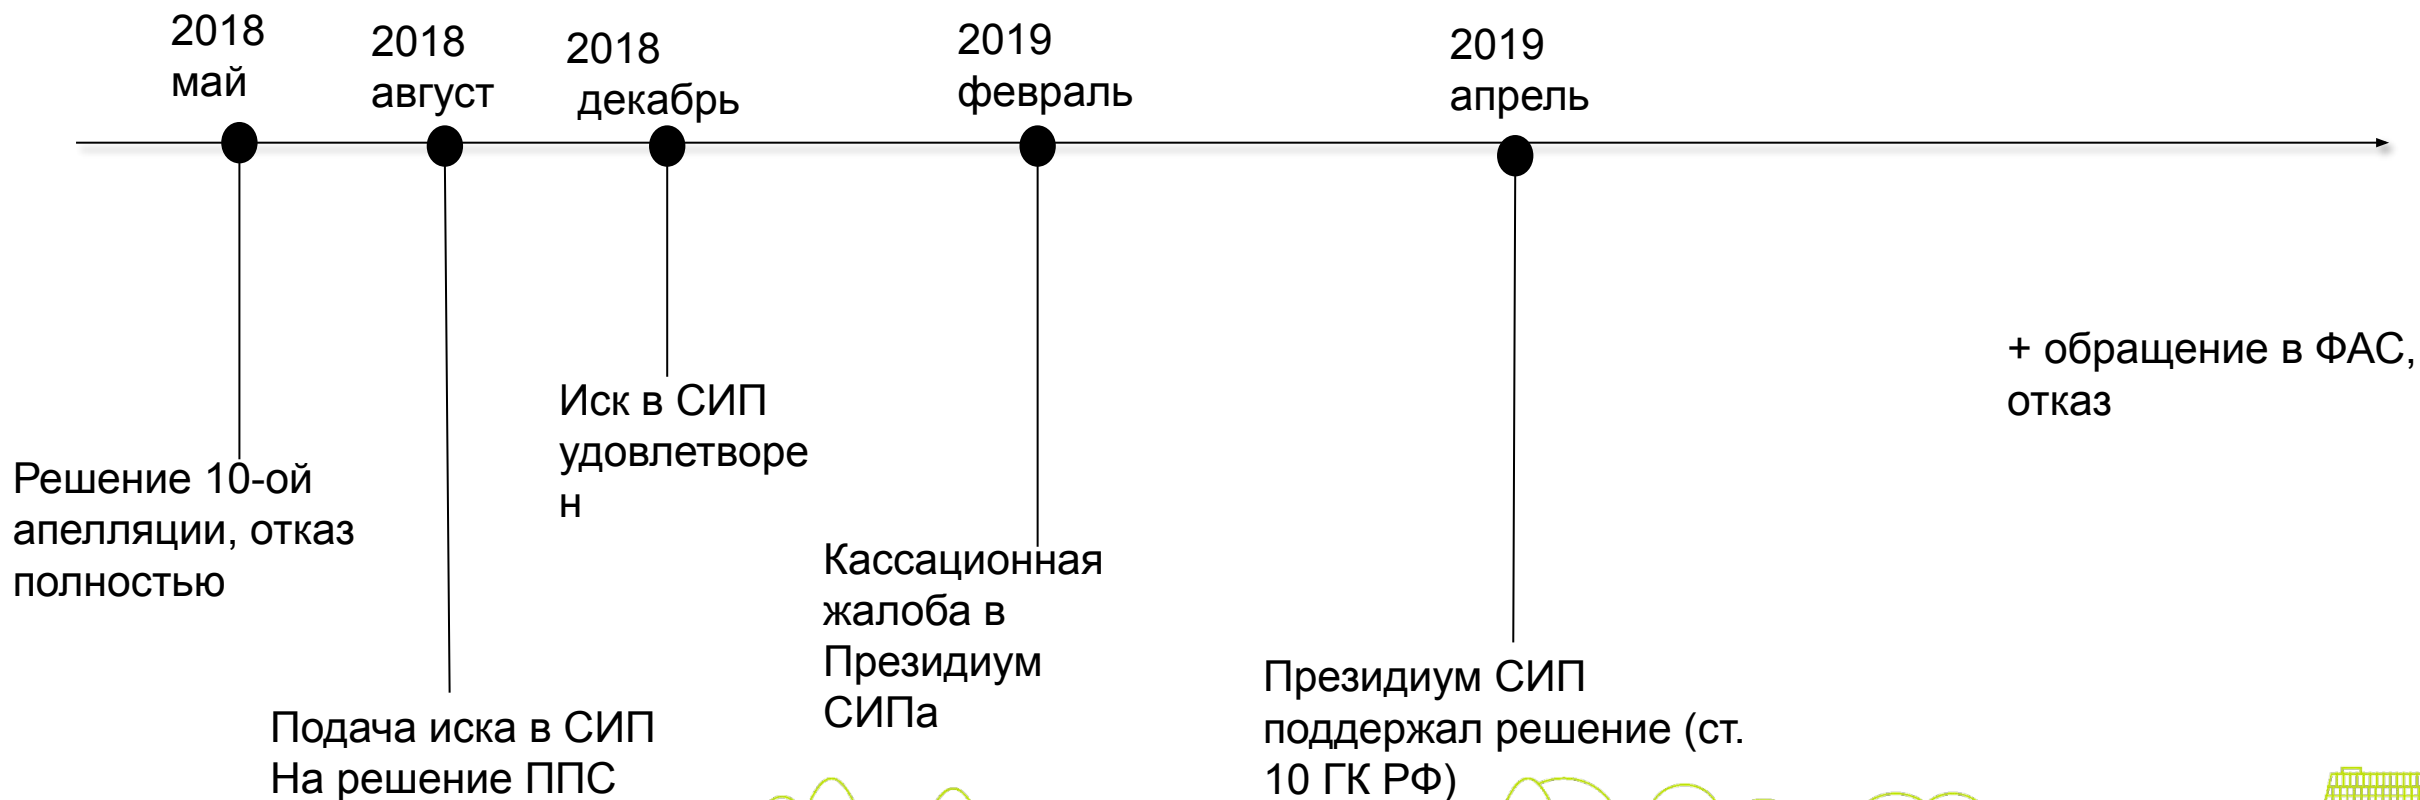 2018
май
2018
август
2018
декабрь
2019
февраль
2019
апрель
Решение 10-ой
апелляции, отказ
полностью
Подача иска в СИП
На решение ППС
Иск в СИП
удовлетворе
н
Кассационная
жалоба в
Президиум
СИПа
Президиум СИП
поддержал решение (ст.
10 ГК РФ)
+ обращение в ФАС,
отказ